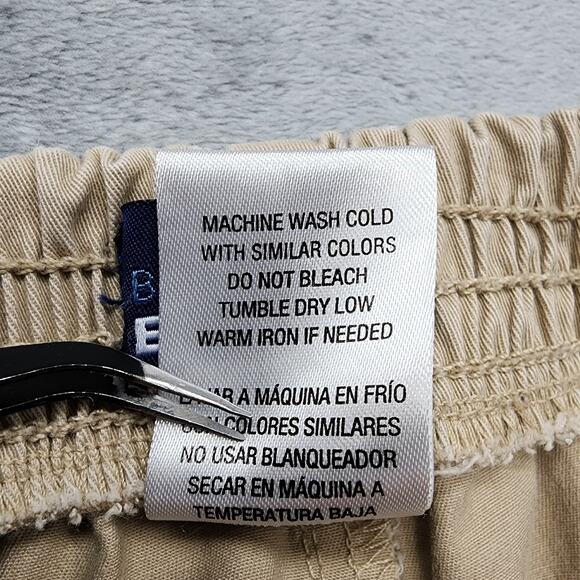 MACHINE WASH COLD
WITH SIMILAR COLORS
DO NOT BLEACH
TUMBLE DRY LOW
WARM IRON IF NEEDED
A MÁQUINA EN FRÍO
COLORES SIMILARES
NO USAR BLANQUEADOR
SECAR EN MÁQUINA A
TEMPERATURA BAJA